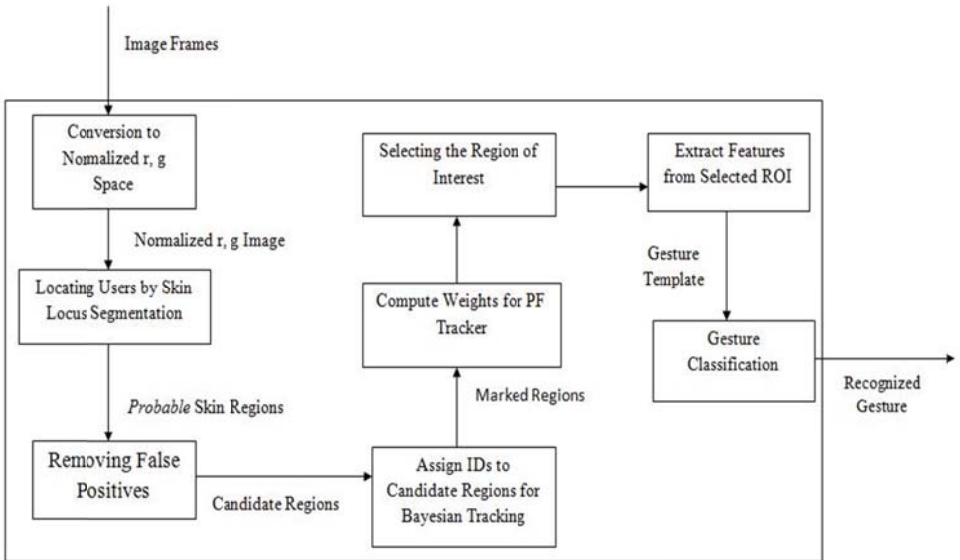 Image Frames
Conversion to
Normalized r, g
Space
Normalized r, g Image
Locating Users by Skin
Locus Segmentation
Probable Skin Regions
Removing False
Positives
Candidate Regions
Assign IDs to
Candidate Regions for
Bayesian Tracking
Marked Regions
Compute Weights for PF
Tracker
Selecting the Region of
Interest
Extract Features
from Selected ROI
Gesture
Template
Gesture
Classification
Recognized
Gesture